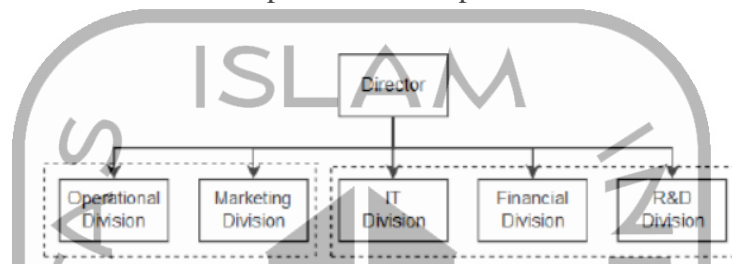 ISLAM
Director
Operational Division
Marketing Division
IT Division
Financial Division
R&D Division